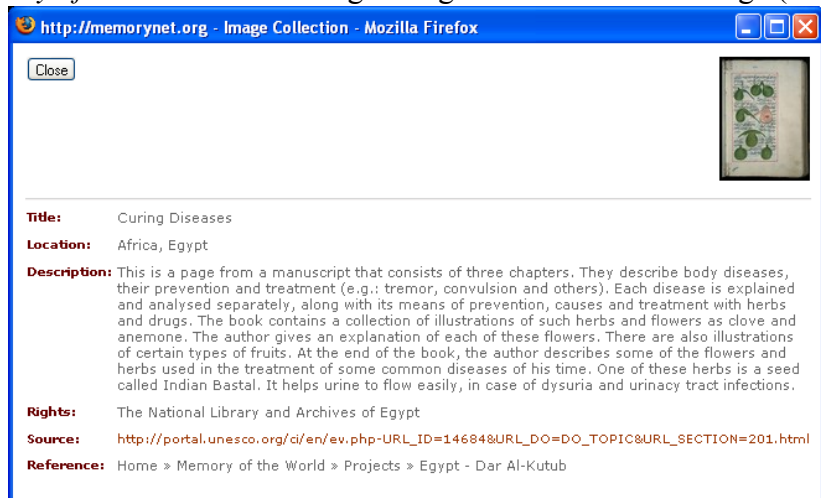 http://memorynet.org - Image Collection - Mozilla Firefox
Close
Title: Curing Diseases
Location: Africa, Egypt
Description: This is a page from a manuscript that consists of three chapters. They describe body diseases,
their prevention and treatment (e.g.: tremor, convulsion and others). Each disease is explained
and analysed separately, along with its means of prevention, causes and treatment with herbs
and drugs. The book contains a collection of illustrations of such herbs and flowers as clove and
anemone. The author gives an explanation of each of these flowers. There are also illustrations
of certain types of fruits. At the end of the book, the author describes some of the flowers and
herbs used in the treatment of some common diseases of his time. One of these herbs is a seed
called Indian Bastal. It helps urine to flow easily, in case of dysuria and urinacy tract infections.
Rights: The National Library and Archives of Egypt
Source: http://portal.unesco.org/ci/en/ev.php-URL_ID=14684&URL_DO=DO_TOPIC&URL_SECTION=201.html
Reference: Home » Memory of the World » Projects » Egypt - Dar Al-Kutub